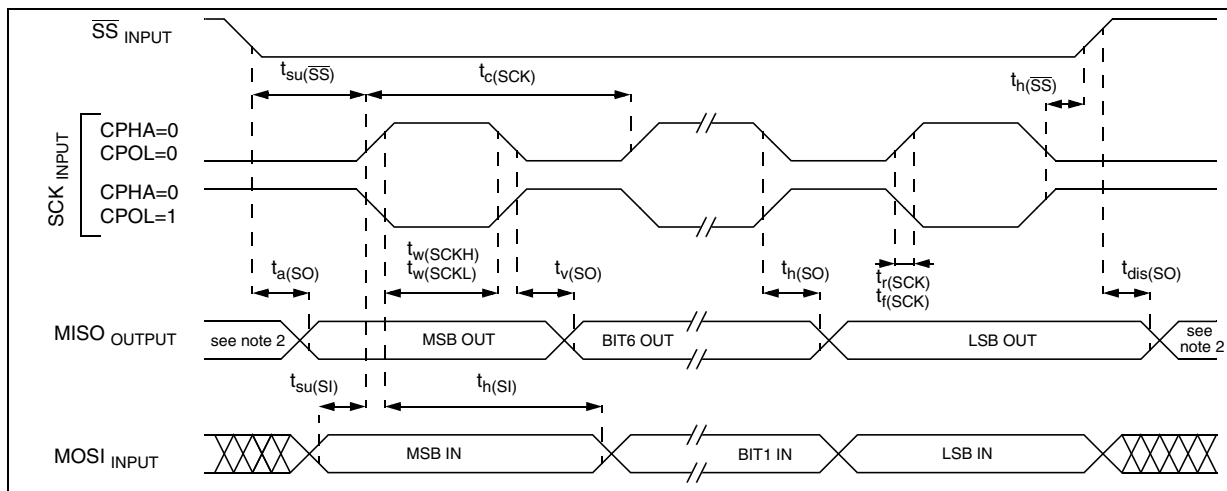 SS INPUT
tsu(SS)
tc(SCK)
th(SS)
SCK INPUT
CPHA=0
CPOL=0
CPHA=0
CPOL=1
ta(SO)
tw(SCKH)
tw(SCKL)
tv(SO)
th(SO)
tr(SCK)
tf(SCK)
tdis(SO)
MISO OUTPUT
see note 2
MSB OUT
BIT6 OUT
LSB OUT
see
note 2
tsu(SI)
th(SI)
MOSI INPUT
MSB IN
BIT1 IN
LSB IN